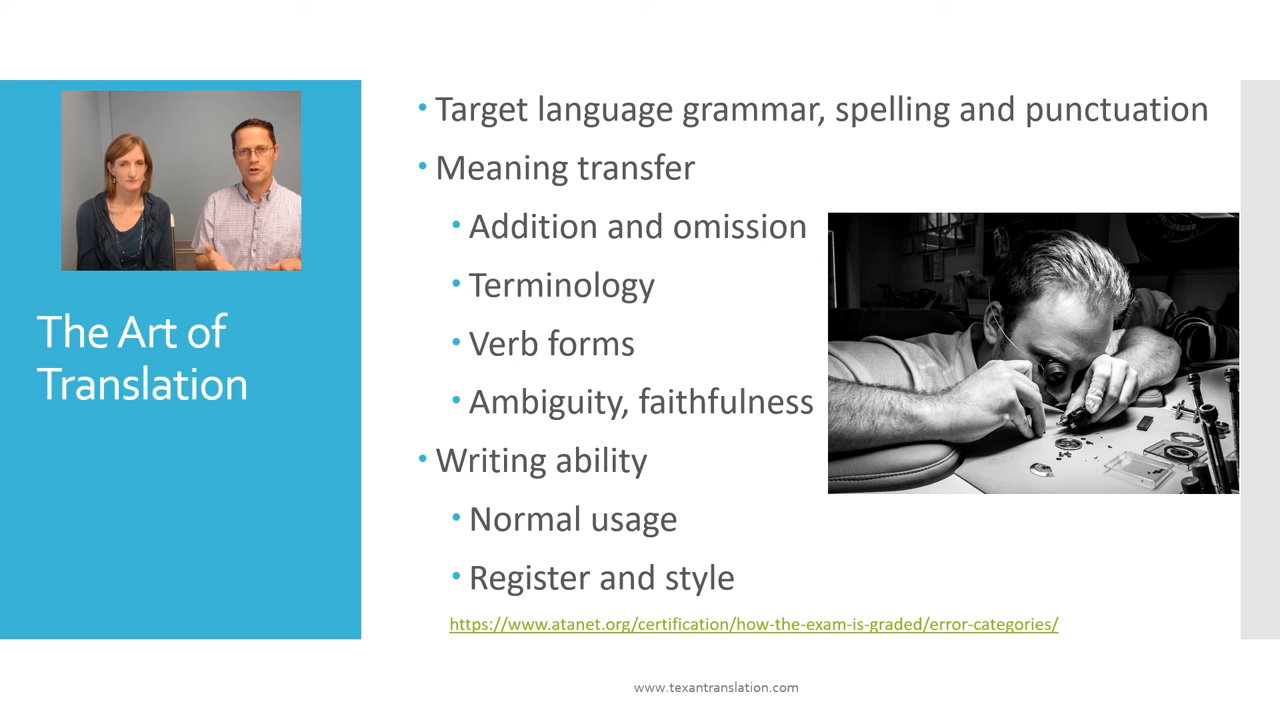 The Art of
Translation
Target language grammar, spelling and punctuation
Meaning transfer
Addition and omission
Terminology
Verb forms
Ambiguity, faithfulness
Writing ability
Normal usage
Register and style
https://www.atanet.org/certification/how-the-exam-is-graded/error-categories/
www.texantranslation.com